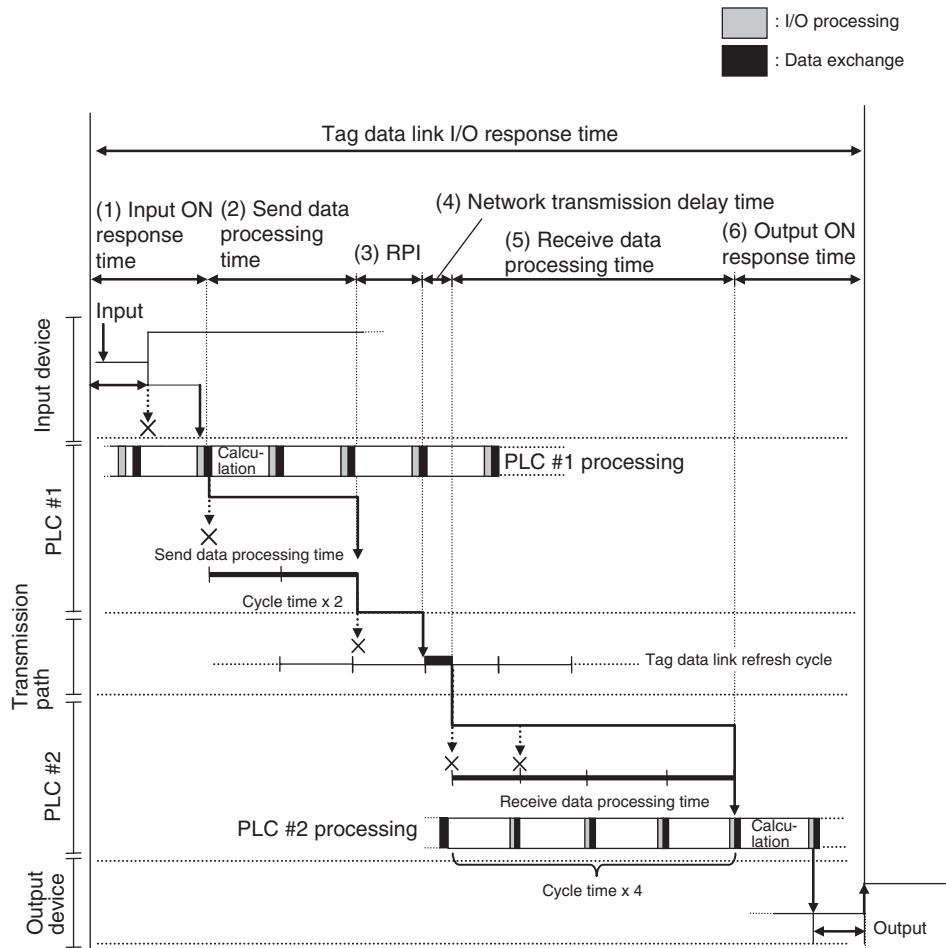 : I/O processing
: Data exchange
Tag data link I/O response time
(1) Input ON
response
time
(2) Send data
processing
time
(3) RPI
(4) Network transmission delay time
(5) Receive data
processing time
(6) Output ON
response time
Input device
Input
PLC #1
Calcu-
lation
PLC #1 processing
Send data processing time
Cycle time x 2
Transmission
path
Tag data link refresh cycle
PLC #2
Receive data processing time
PLC #2 processing
Calcu-
lation
Cycle time x 4
Output
device
Output